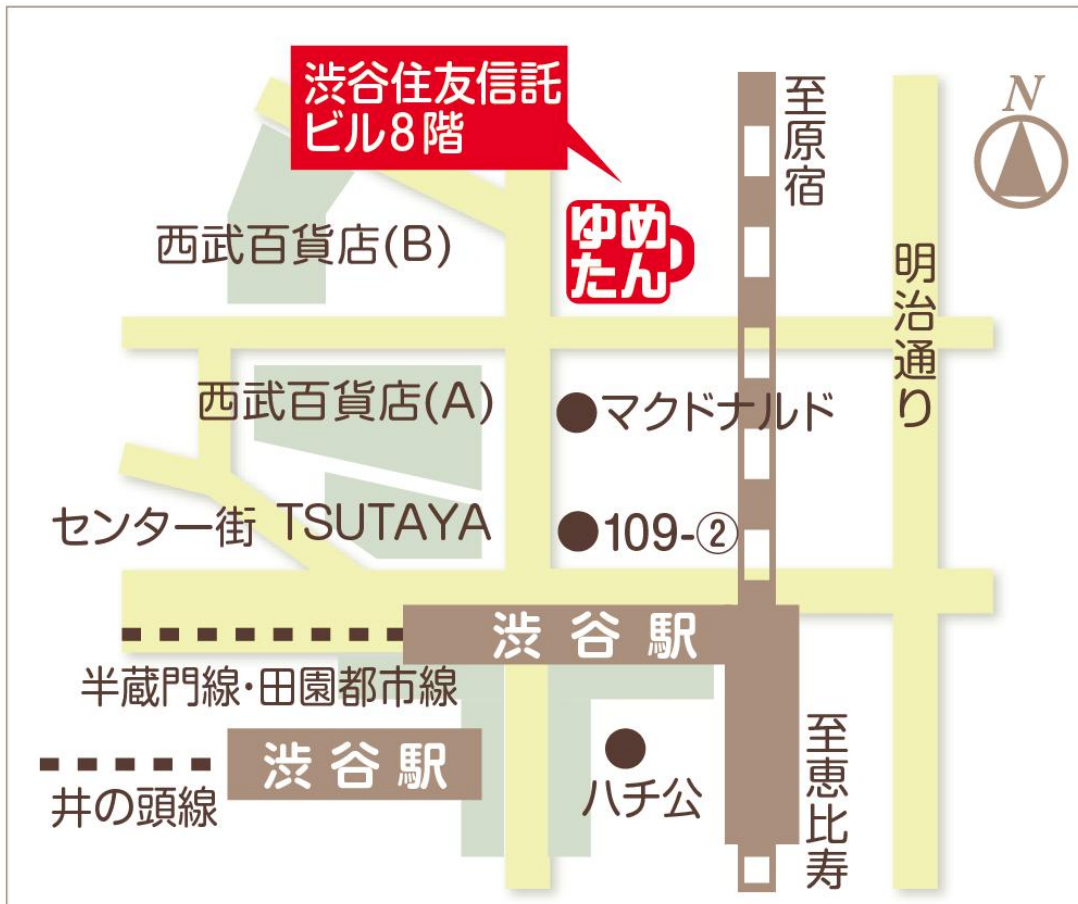 渋谷住友信託
ビル8階
至原宿
N
ゆめ
たん
西武百貨店(B)
明治通り
西武百貨店(A)
マクドナルド
センター街
TSUTAYA
109-②
渋谷駅
半蔵門線・田園都市線
渋谷駅
井の頭線
ハチ公
至恵比寿